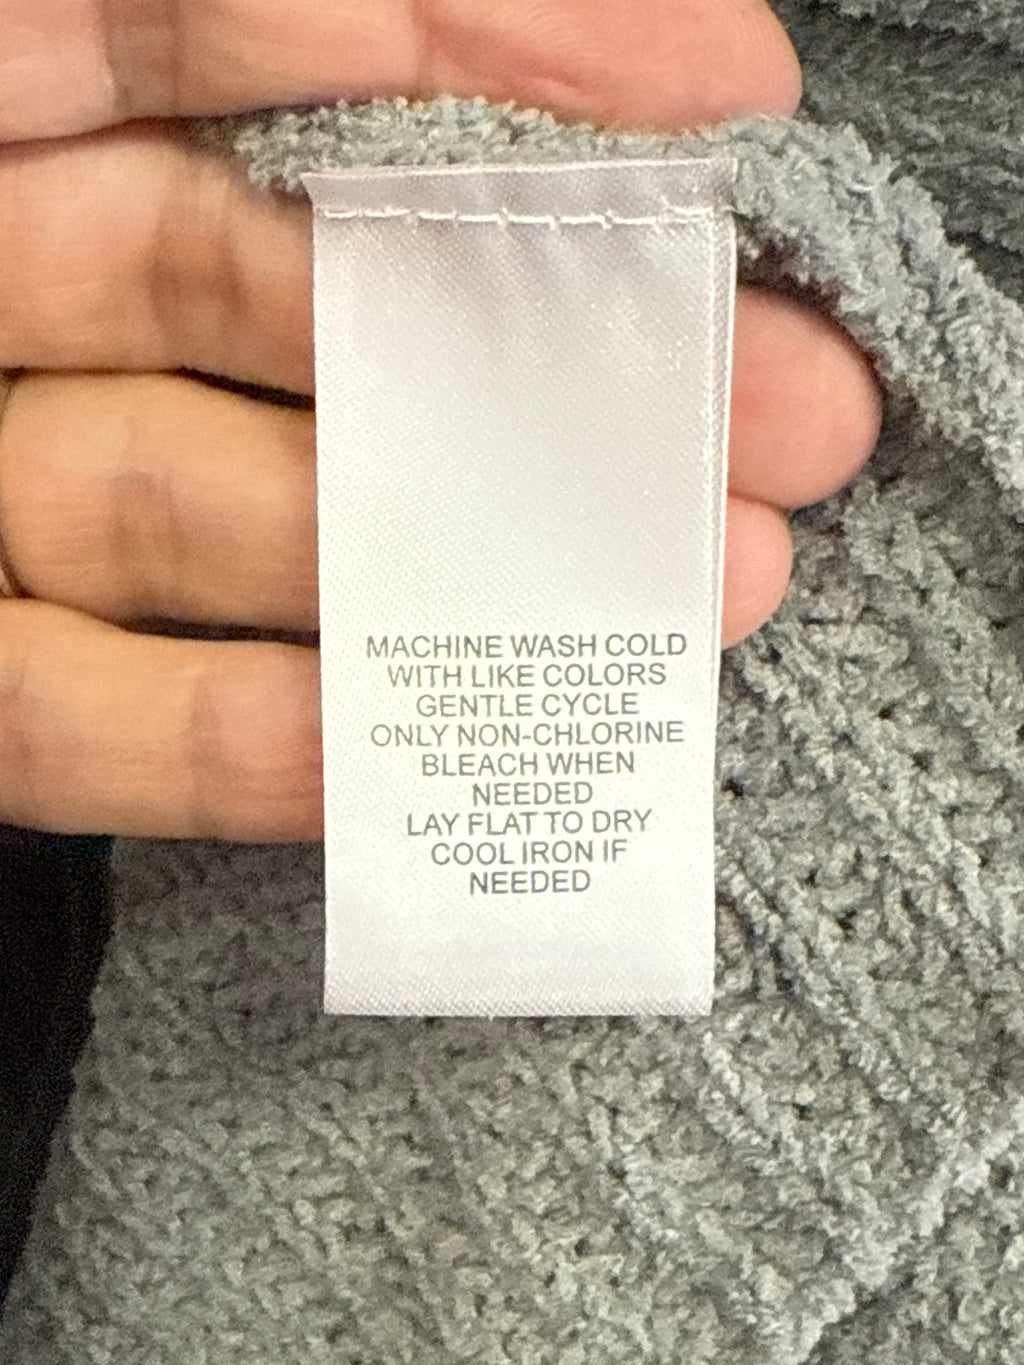 MACHINE WASH COLD
WITH LIKE COLORS
GENTLE CYCLE
ONLY NON-CHLORINE
BLEACH WHEN
NEEDED
LAY FLAT TO DRY
COOL IRON IF
NEEDED